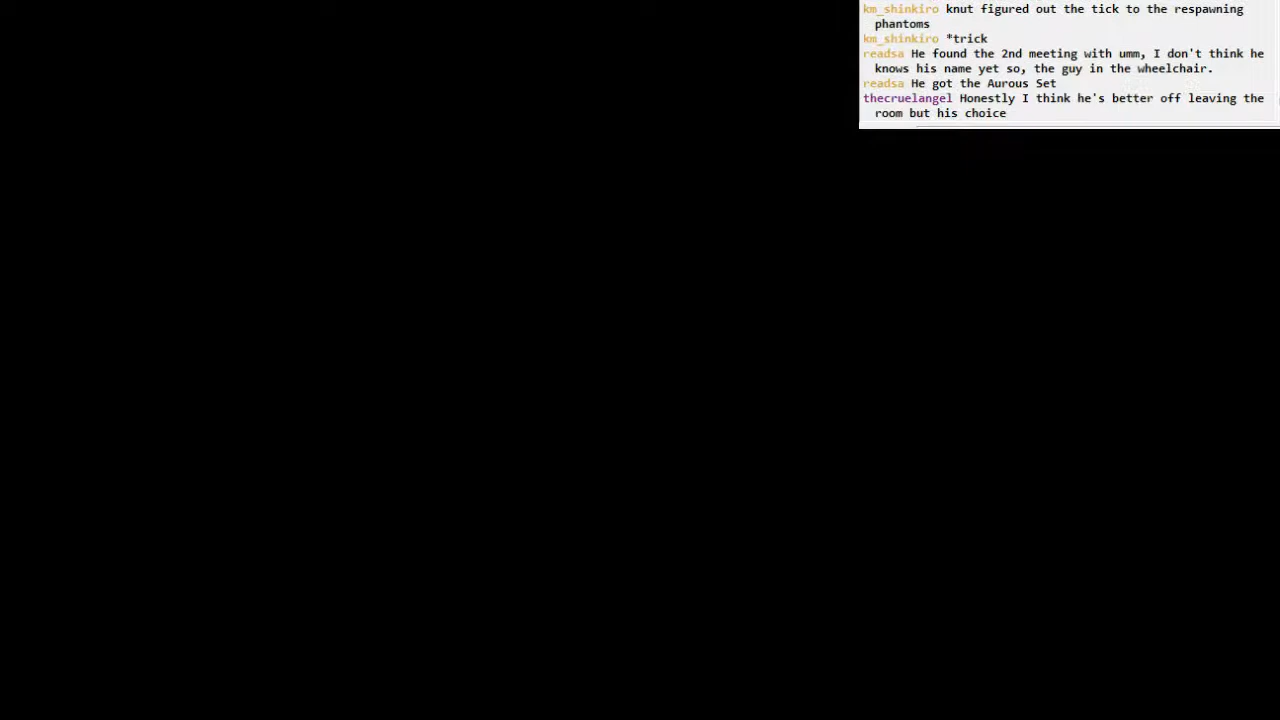 km_shinkiro knut figured out the tick to the respawning
phantoms
km_shinkiro *trick
readsa He found the 2nd meeting with umm, I don't think he
knows his name yet so, the guy in the wheelchair.
readsa He got the Aurous Set
thecruelangel Honestly I think he's better off leaving the
room but his choice